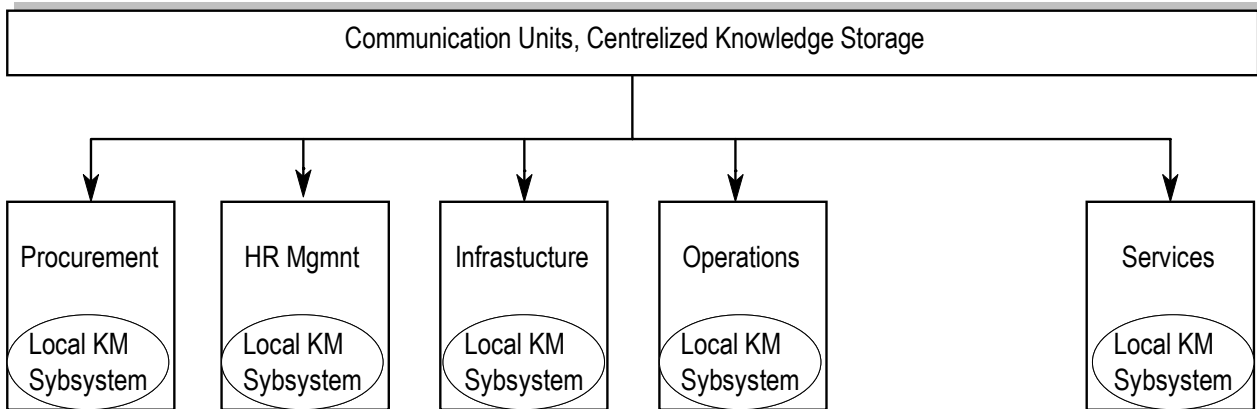 Communication Units, Centrelized Knowledge Storage
Procurement
Local KM
Sybsystem
HR Mgmnt
Local KM
Sybsystem
Infrastucture
Local KM
Sybsystem
Operations
Local KM
Sybsystem
Services
Local KM
Sybsystem